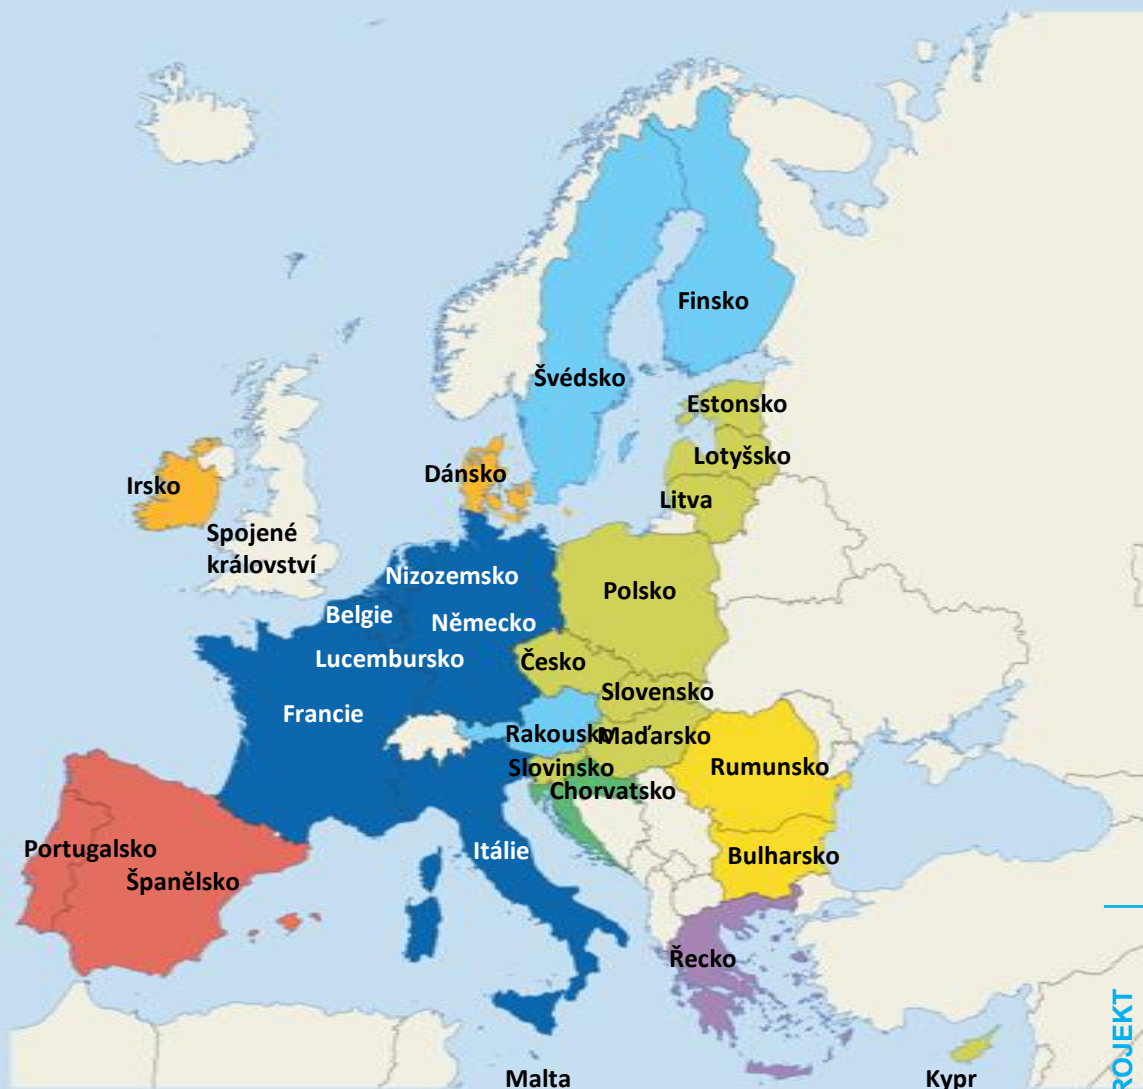 Finsko
Švédsko
Estonsko
Lotyšsko
Dánsko
Irsko
Litva
Spojené
království
Nizozemsko
Polsko
Belgie
Německo
Lucembursko
Česko
Slovensko
Francie
Rakousko
Maďarsko
Slovinsko
Rumunsko
Chorvatsko
Portugalsko
Itálie
Bulharsko
Španělsko
Řecko
Malta
Kypr
ROJEKT